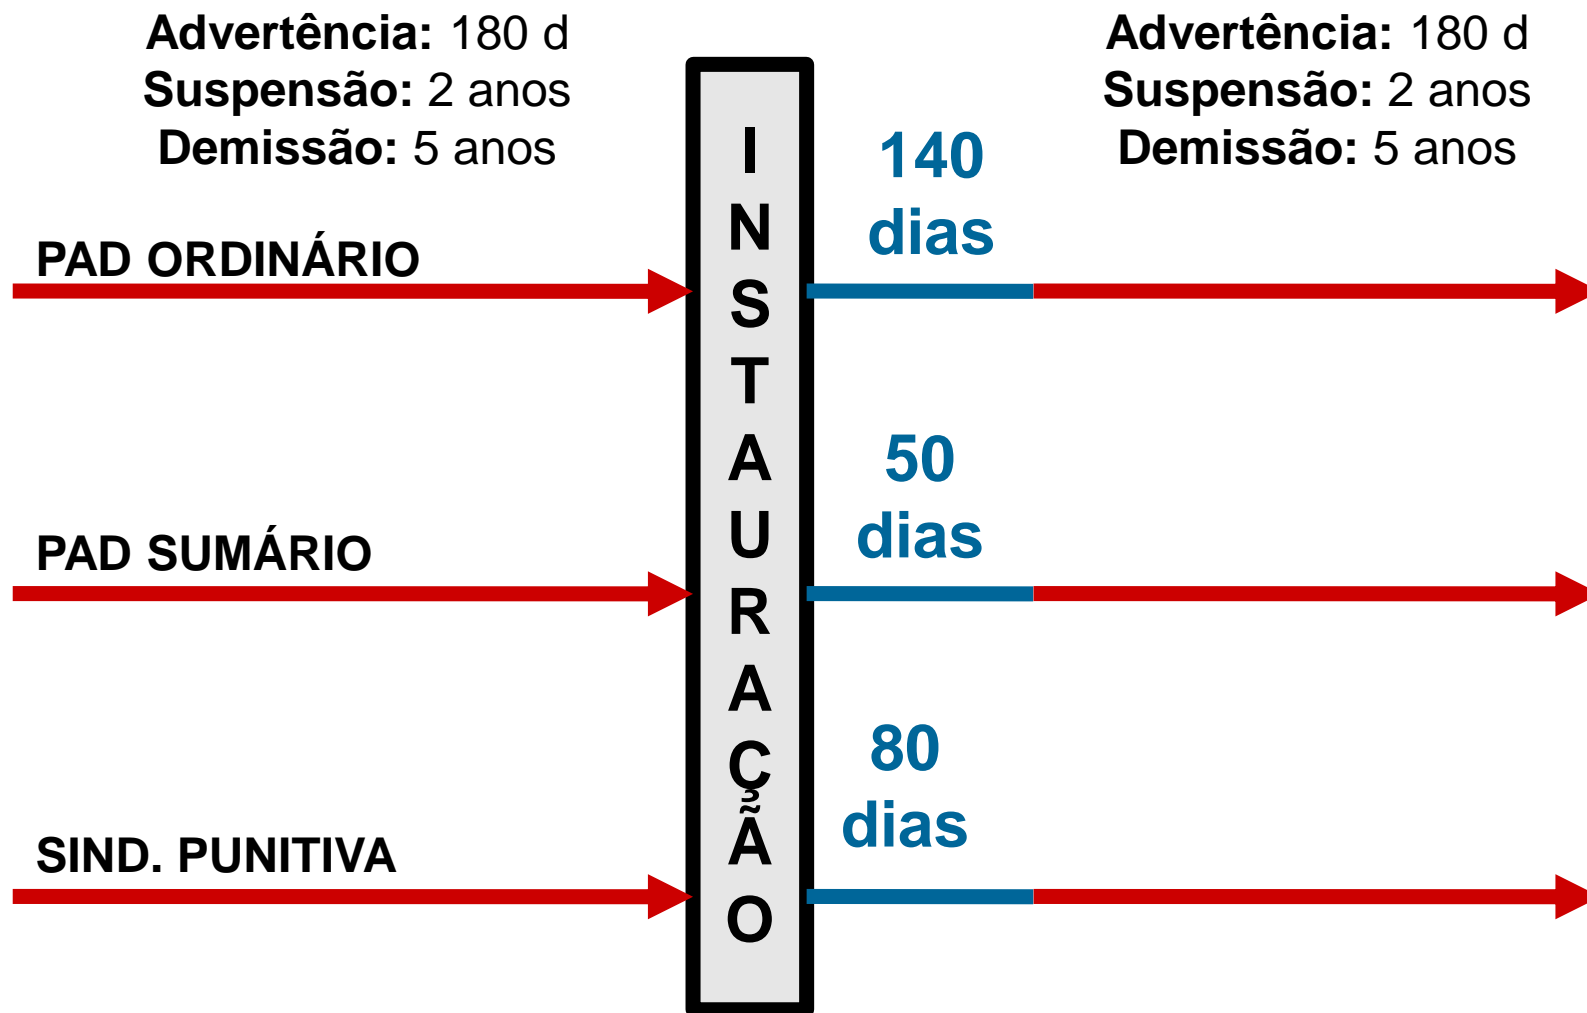 Advertência: 180 d
Suspensão: 2 anos
Demissão: 5 anos
PAD ORDINÁRIO
PAD SUMÁRIO
SIND. PUNITIVA
I
N
S
T
A
U
R
A
Ç
Ã
O
140
dias
50
dias
80
dias
Advertência: 180 d
Suspensão: 2 anos
Demissão: 5 anos